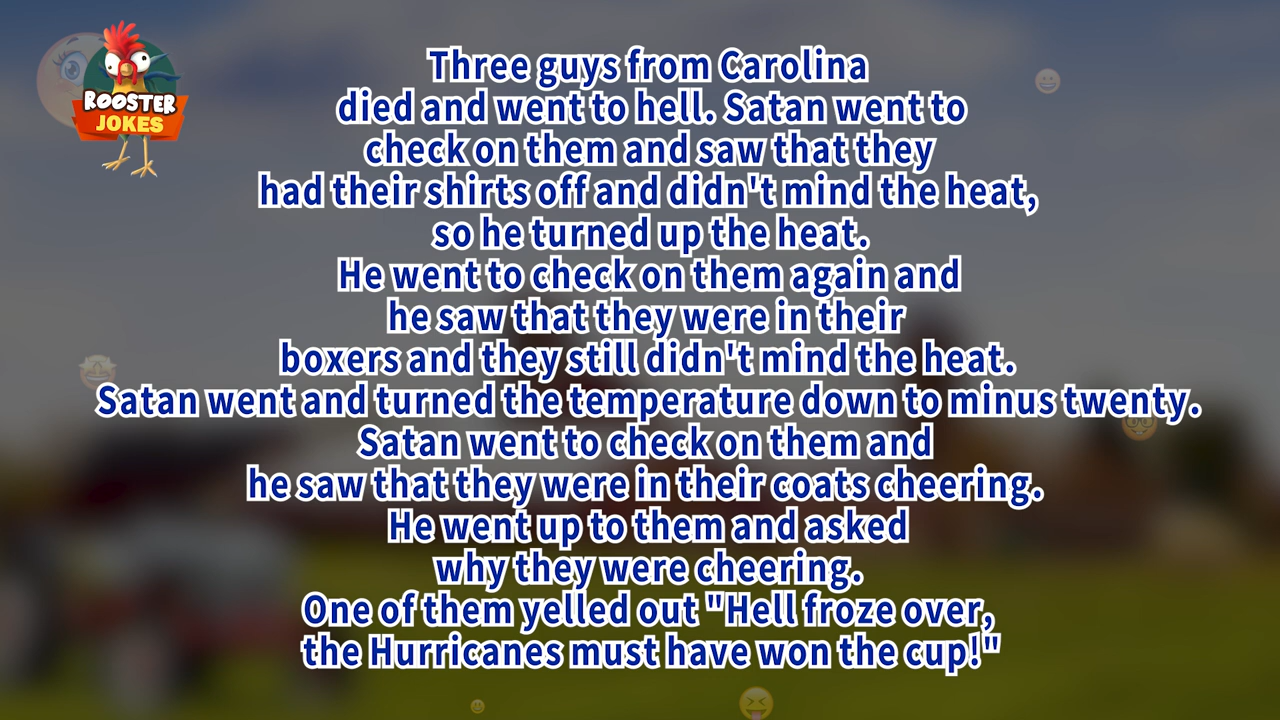 ROOSTER
JOKES
Three guys from Carolina
died and went to hell. Satan went to
check on them and saw that they
had their shirts off and didn't mind the heat,
so he turned up the heat.
He went to check on them again and
he saw that they were in their
boxers and they still didn't mind the heat.
Satan went and turned the temperature down to minus twenty.
Satan went to check on them and
he saw that they were in their coats cheering.
He went up to them and asked
why they were cheering.
One of them yelled out "Hell froze over,
the Hurricanes must have won the cup!"